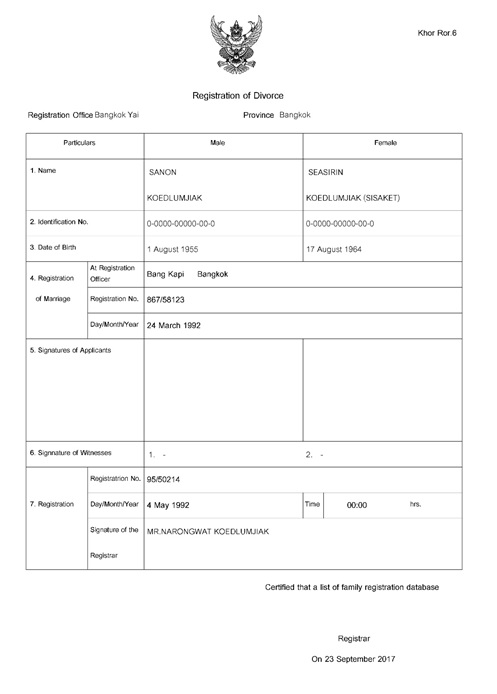 Khor Ror.6
Registration of Divorce
Registration Office Bangkok Yai Province Bangkok
Particulars Male Female
1. Name SANON SEASIRIN
KOEDLUMJIAK KOEDLUMJIAK (SISAKET)
2. Identification No. 0-0000-00000-00-0 0-0000-00000-00-0
3. Date of Birth 1 August 1955 17 August 1964
4. Registration of Marriage
At Registration Officer Bang Kapi Bangkok
Registration No. 867/58123
Day/Month/Year 24 March 1992
5. Signatures of Applicants
6. Signnature of Witnesses 1. - 2. -
7. Registration
Registratrion No. 95/50214
Day/Month/Year 4 May 1992 Time 00:00 hrs.
Signature of the Registrar MR.NARONGWAT KOEDLUMJIAK
Certified that a list of family registration database
Registrar
On 23 September 2017